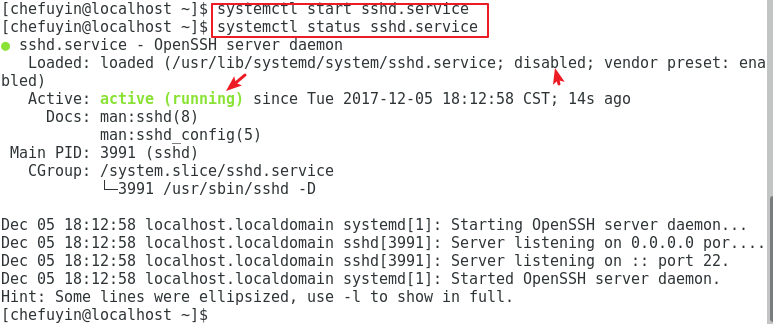 [chefuyin@localhost ~]$ systemctl start sshd.service
[chefuyin@localhost ~]$ systemctl status sshd.service
● sshd.service - OpenSSH server daemon
   Loaded: loaded (/usr/lib/systemd/system/sshd.service; disabled; vendor preset: ena
bled)
   Active: active (running) since Tue 2017-12-05 18:12:58 CST; 14s ago
     Docs: man:sshd(8)
           man:sshd_config(5)
 Main PID: 3991 (sshd)
   CGroup: /system.slice/sshd.service
           └─3991 /usr/sbin/sshd -D

Dec 05 18:12:58 localhost.localdomain systemd[1]: Starting OpenSSH server daemon...
Dec 05 18:12:58 localhost.localdomain sshd[3991]: Server listening on 0.0.0.0 por....
Dec 05 18:12:58 localhost.localdomain sshd[3991]: Server listening on :: port 22.
Dec 05 18:12:58 localhost.localdomain systemd[1]: Started OpenSSH server daemon.
Hint: Some lines were ellipsized, use -l to show in full.
[chefuyin@localhost ~]$